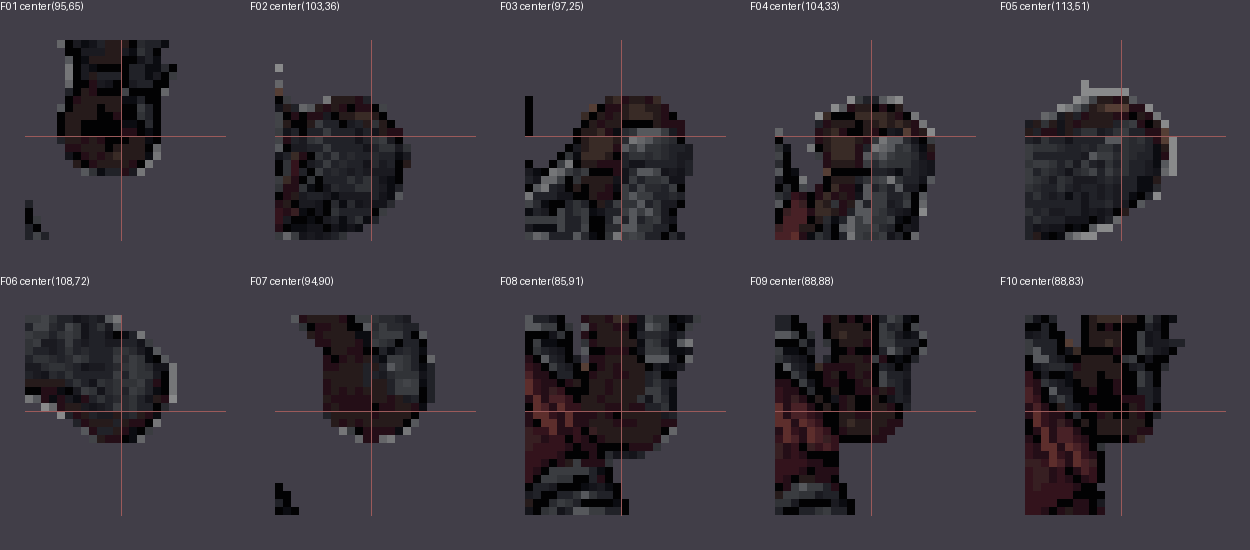 F01 center(95,65)
F02 center(103,36)
F03 center(97,25)
F04 center(104,33)
F05 center(113,51)
F06 center(108,72)
F07 center(94,90)
F08 center(85,91)
F09 center(88,88)
F10 center(88,83)